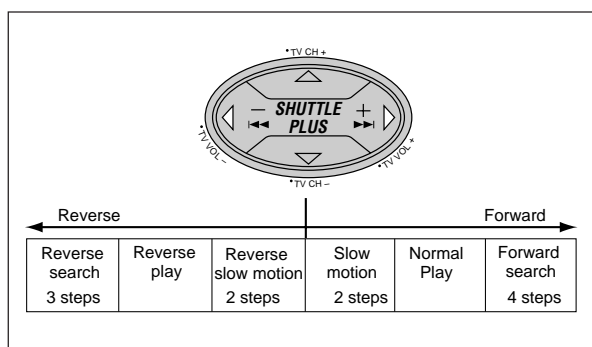 •TV CH +
– SHUTTLE +
PLUS
•TV VOL –
•TV VOL +
•TV CH –
Reverse
Forward
Reverse search
3 steps
Reverse play
Reverse slow motion
2 steps
Slow motion
2 steps
Normal Play
Forward search
4 steps